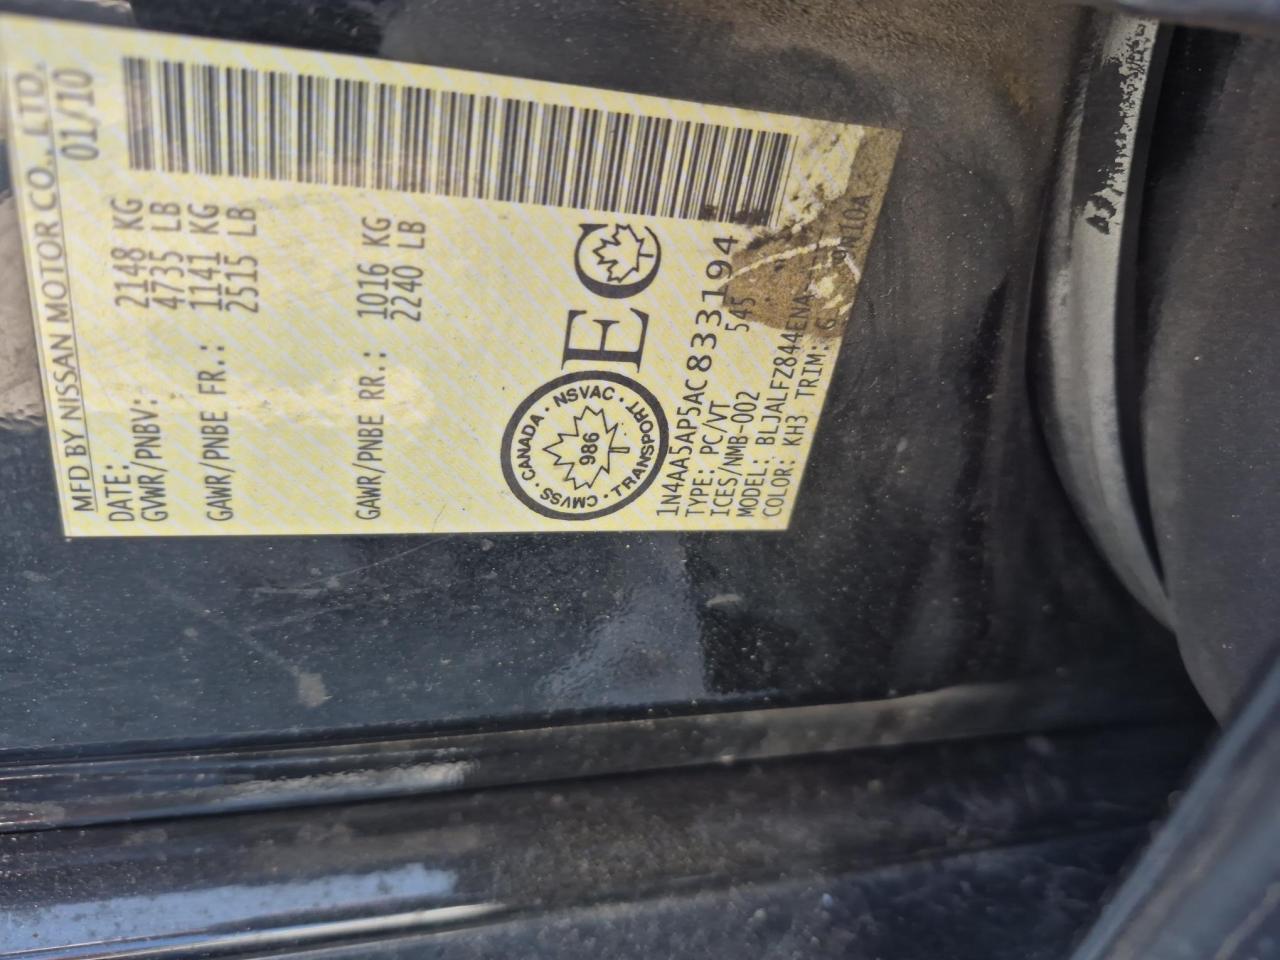 MFD BY NISSAN MOTOR CO., LTD.
DATE: 01/10
GVWR/PNBV: 2148 KG
4735 LB
GAWR/PNBE FR.: 1141 KG
2515 LB
GAWR/PNBE RR.: 1016 KG
2240 LB
CANADA · NSVAC · TRANSPORT · CMVSS ·
986
EC
1N4AA5AP5AC833194
TYPE: PC/VT
ICES/NMB-002 545
MODEL: BLJALFZ844ENA
COLOR: KH3 TRIM: G